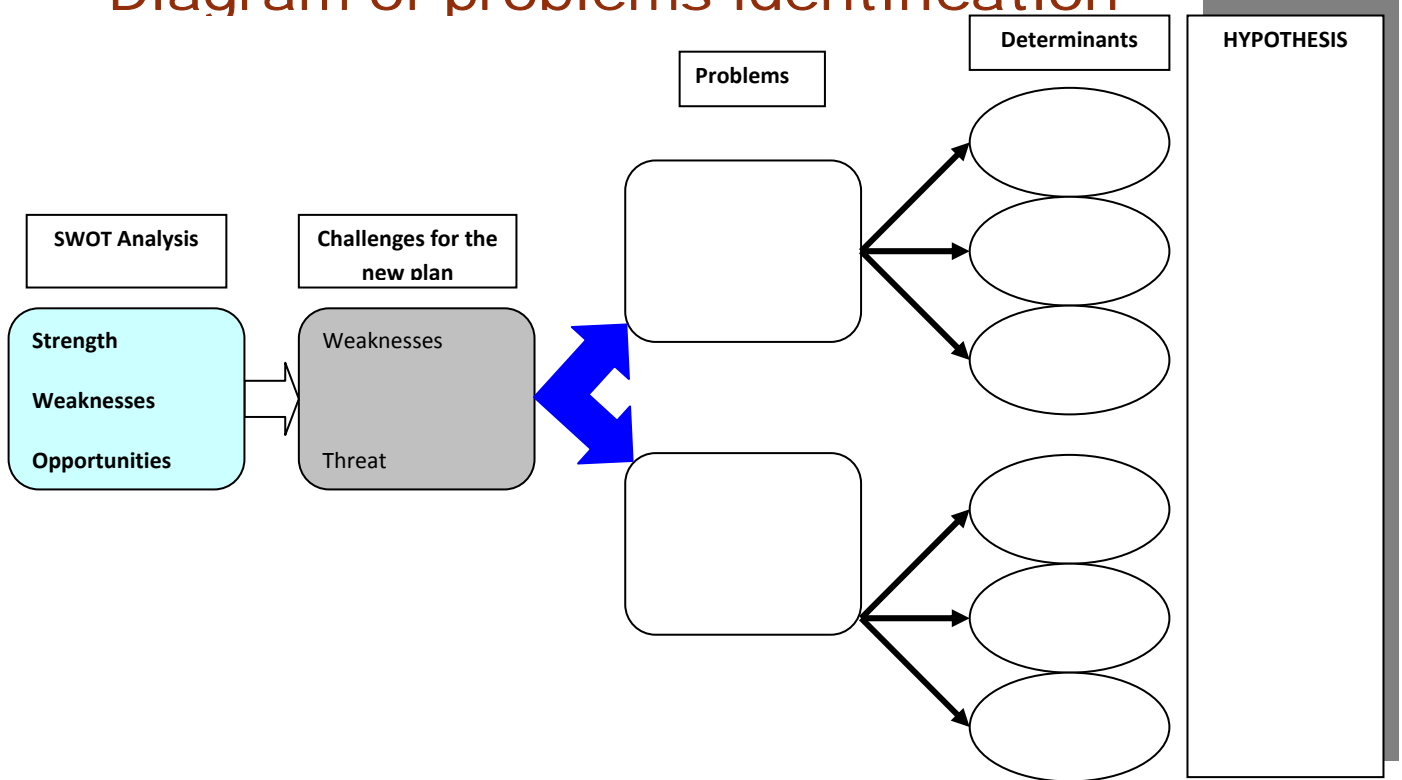 Diagram of problems identification
Determinants
HYPOTHESIS
Problems
SWOT Analysis
Challenges for the
new plan
Strength
Weaknesses
Opportunities
Weaknesses
Threat